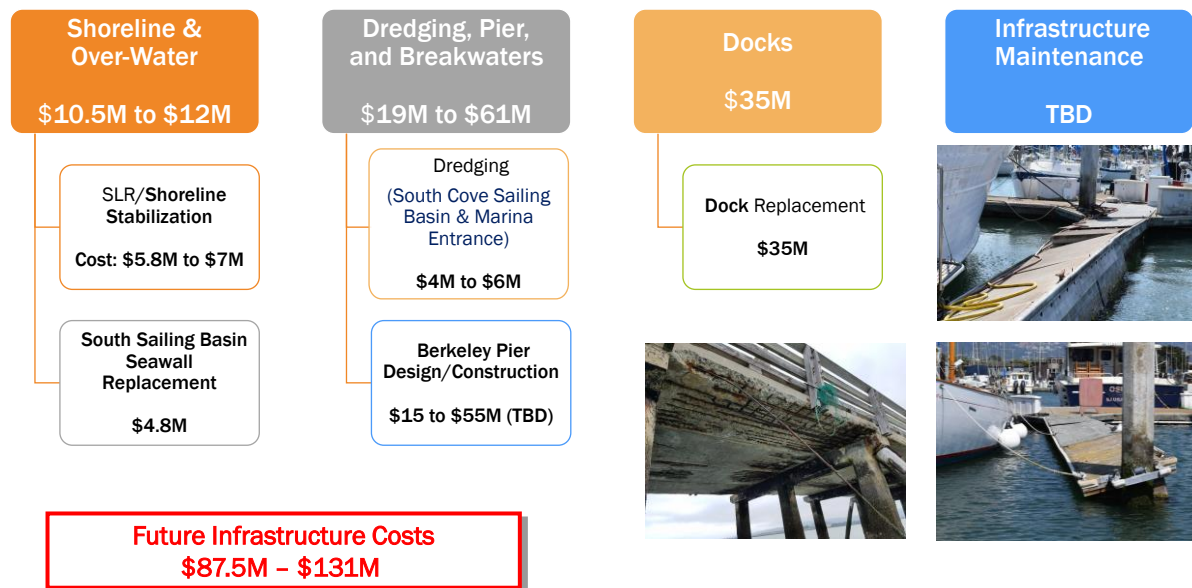 Shoreline &
Over-Water
$10.5M to $12M
SLR/Shoreline
Stabilization
Cost: $5.8M to $7M
South Sailing Basin
Seawall
Replacement
$4.8M
Dredging, Pier,
and Breakwaters
$19M to $61M
Dredging
(South Cove Sailing
Basin & Marina
Entrance)
$4M to $6M
Berkeley Pier
Design/Construction
$15 to $55M (TBD)
Docks
$35M
Dock Replacement
$35M
Infrastructure
Maintenance
TBD
Future Infrastructure Costs
$87.5M – $131M